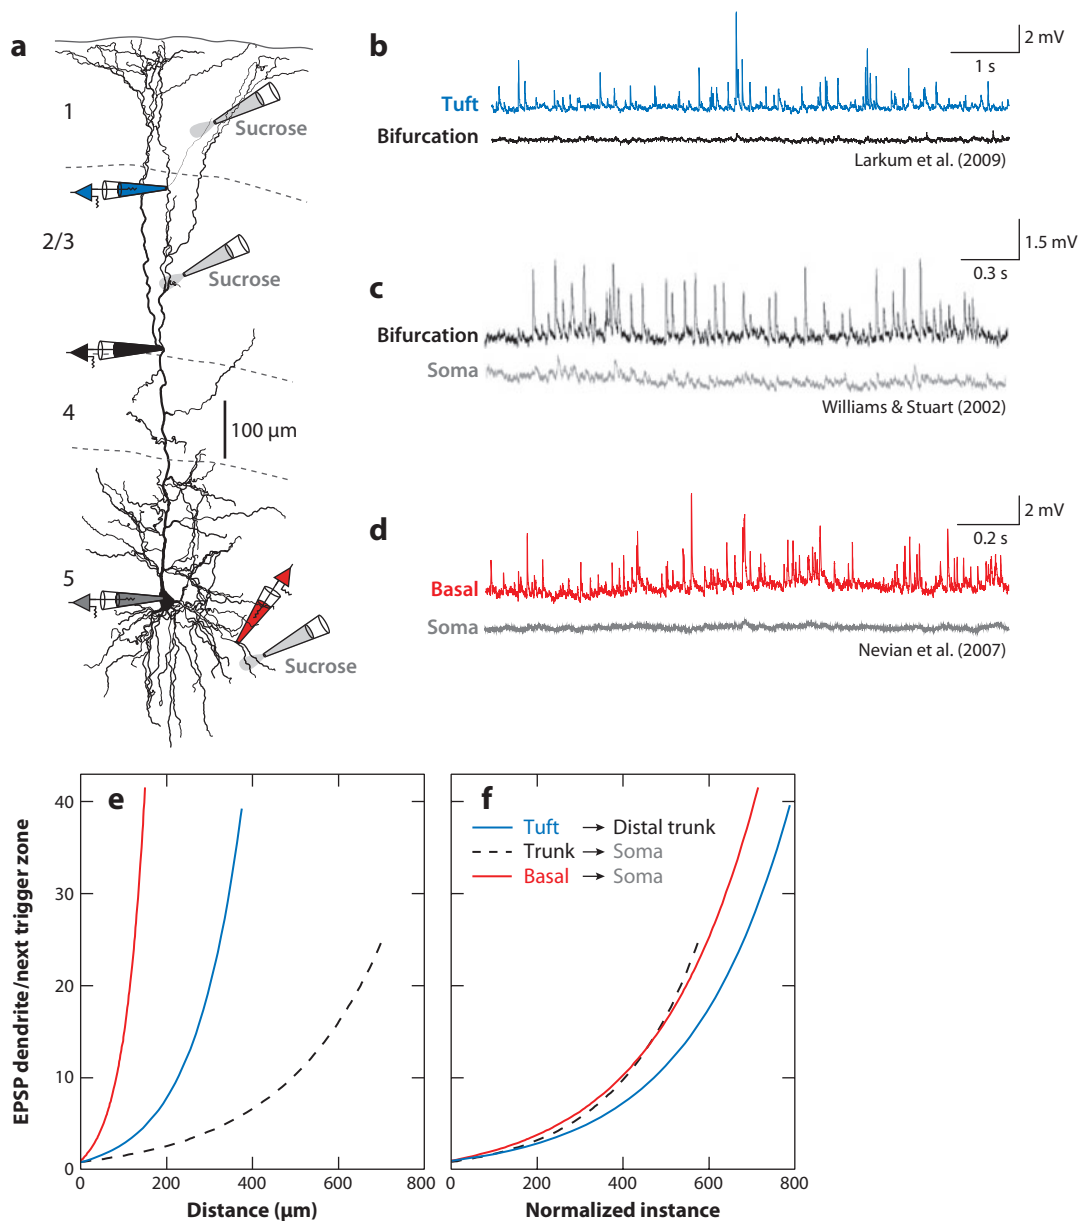 a
1
Sucrose
2/3
Sucrose
4
100 μm
5
Sucrose
b
2 mV
1 s
Tuft
Bifurcation
Larkum et al. (2009)
c
1.5 mV
0.3 s
Bifurcation
Soma
Williams & Stuart (2002)
d
2 mV
0.2 s
Basal
Soma
Nevian et al. (2007)
e
EPSP dendrite/next trigger zone
40
30
20
10
0
0 200 400 600 800
Distance (μm)
f
Tuft → Distal trunk
Trunk → Soma
Basal → Soma
0 200 400 600 800
Normalized instance